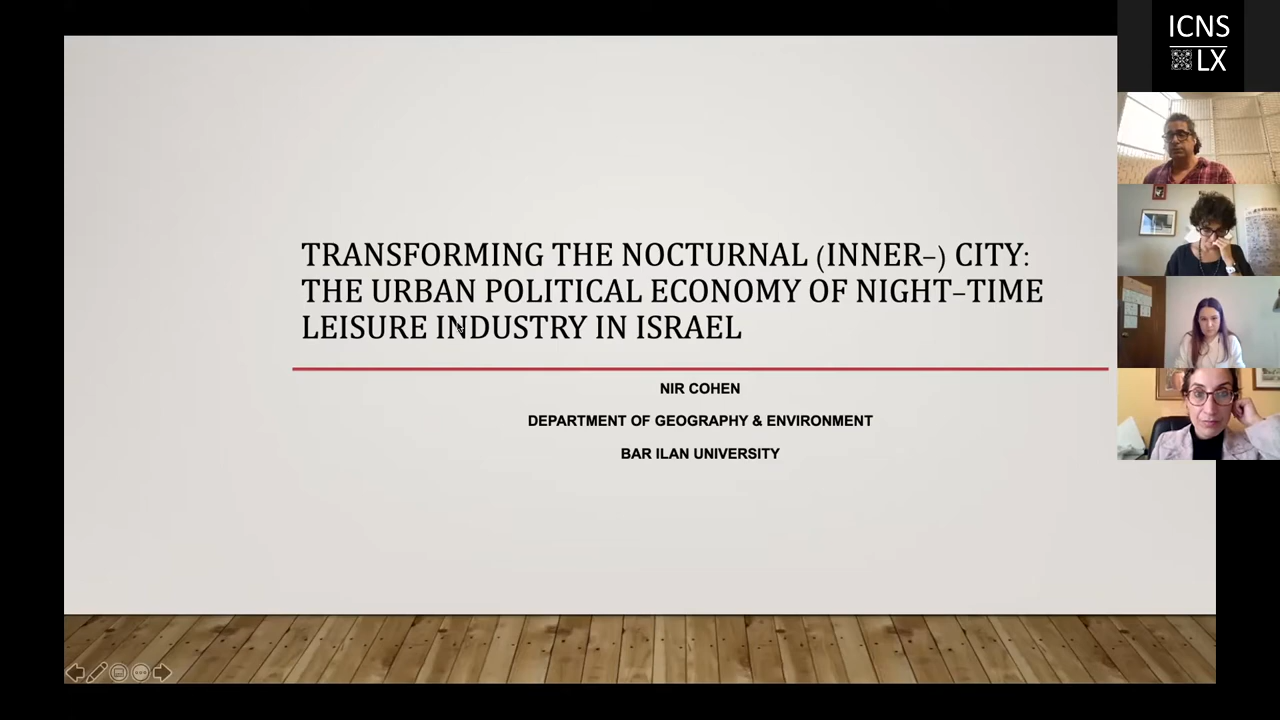 ICNS
LX
TRANSFORMING THE NOCTURNAL (INNER-) CITY:
THE URBAN POLITICAL ECONOMY OF NIGHT-TIME
LEISURE INDUSTRY IN ISRAEL
NIR COHEN
DEPARTMENT OF GEOGRAPHY & ENVIRONMENT
BAR ILAN UNIVERSITY